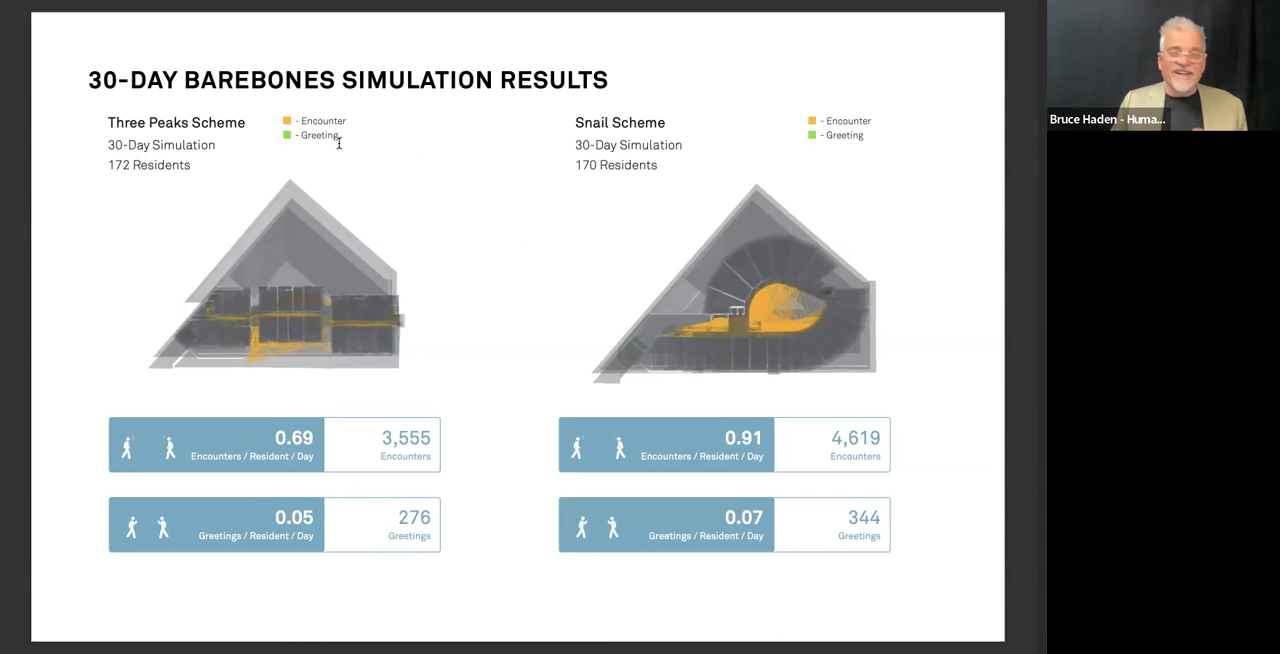 30-DAY BAREBONES SIMULATION RESULTS
Three Peaks Scheme
30-Day Simulation
172 Residents
- Encounter
- Greeting
Snail Scheme
30-Day Simulation
170 Residents
- Encounter
- Greeting
0.69
Encounters / Resident / Day
3,555
Encounters
0.91
Encounters / Resident / Day
4,619
Encounters
0.05
Greetings / Resident / Day
276
Greetings
0.07
Greetings / Resident / Day
344
Greetings
Bruce Haden - Huma...